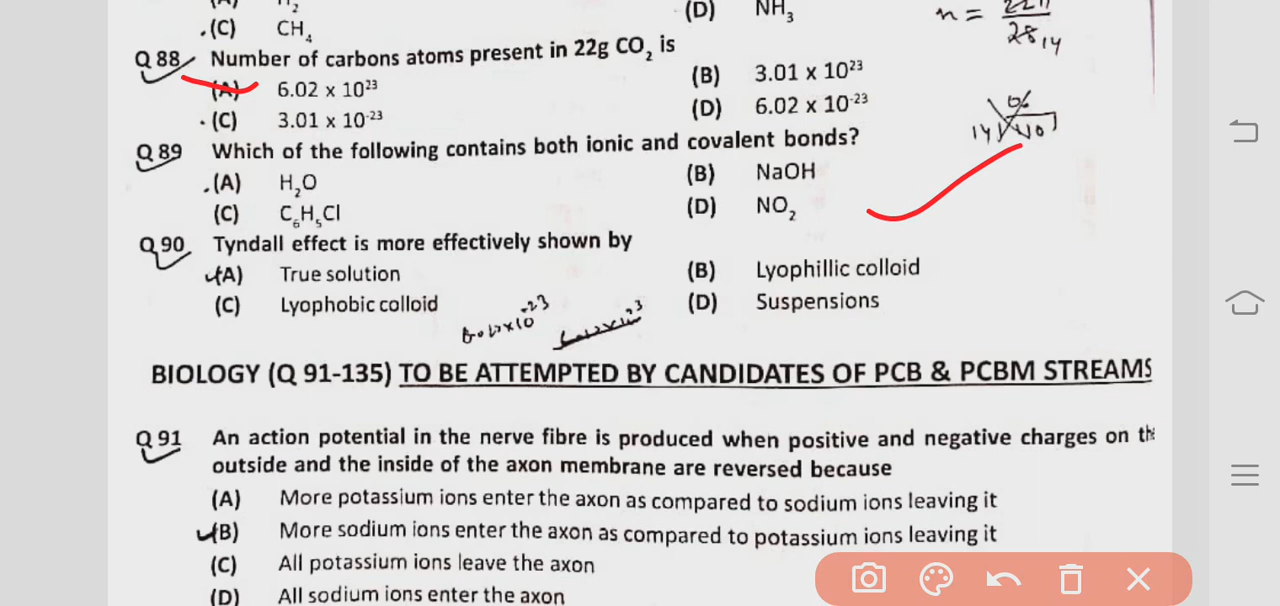 (A) H2 (D) NH3 n = 
.(C) CH4 28 14
Q 88 Number of carbons atoms present in 22g CO2 is
(A) 6.02 x 10^23 (B) 3.01 x 10^23
.(C) 3.01 x 10^-23 (D) 6.02 x 10^-23
Q 89 Which of the following contains both ionic and covalent bonds?
.(A) H2O (B) NaOH
(C) C6H5Cl (D) NO2
Q 90 Tyndall effect is more effectively shown by
(A) True solution (B) Lyophillic colloid
(C) Lyophobic colloid (D) Suspensions
BIOLOGY (Q 91-135) TO BE ATTEMPTED BY CANDIDATES OF PCB & PCBM STREAMS
Q 91 An action potential in the nerve fibre is produced when positive and negative charges on the
outside and the inside of the axon membrane are reversed because
(A) More potassium ions enter the axon as compared to sodium ions leaving it
(B) More sodium ions enter the axon as compared to potassium ions leaving it
(C) All potassium ions leave the axon
(D) All sodium ions enter the axon